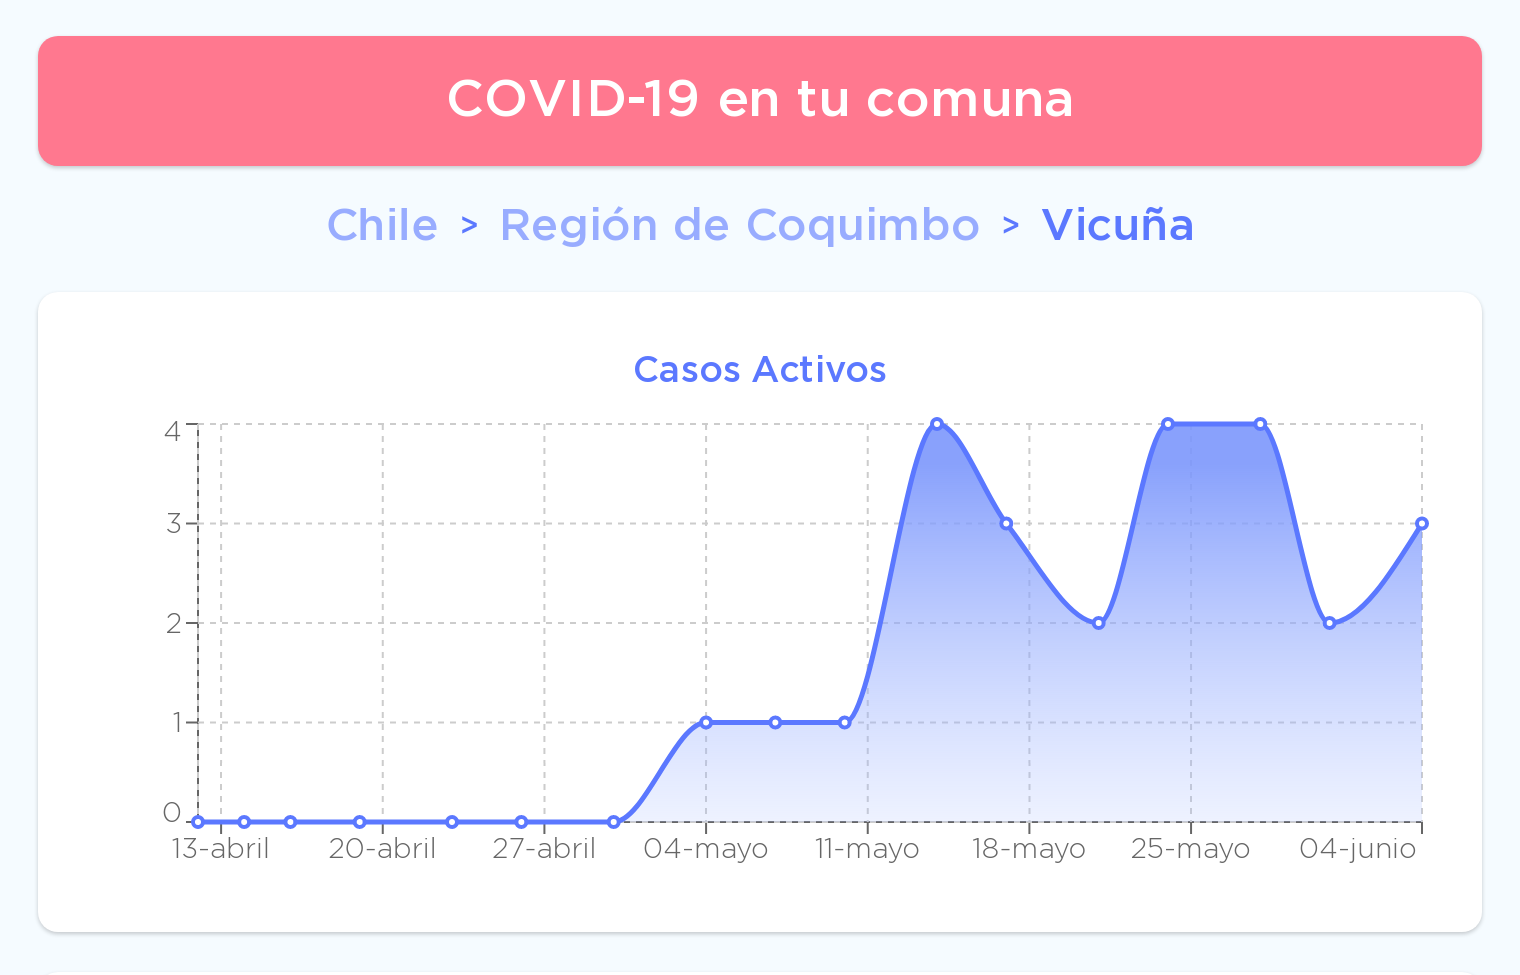 COVID-19 en tu comuna
Chile > Región de Coquimbo > Vicuña
Casos Activos
4
3
2
1
0
13-abril 20-abril 27-abril 04-mayo 11-mayo 18-mayo 25-mayo 04-junio